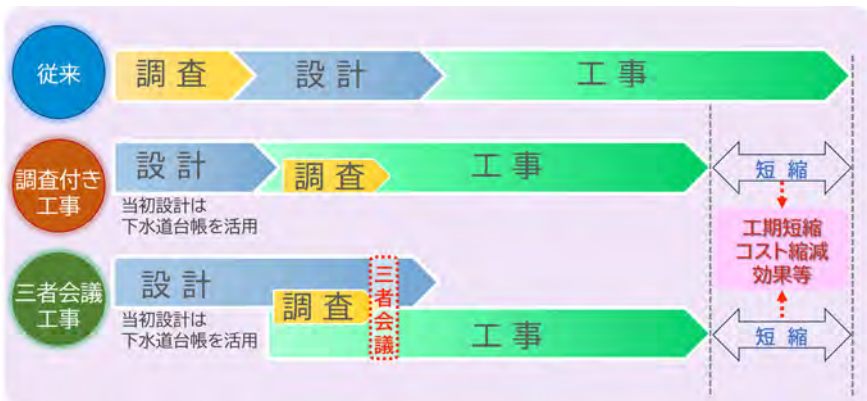 従来
調査
設計
工事
調査付き
工事
設計
調査
工事
短縮
当初設計は
下水道台帳を活用
工期短縮
コスト縮減
効果等
三者会議
工事
設計
調査
三者会議
工事
短縮
当初設計は
下水道台帳を活用